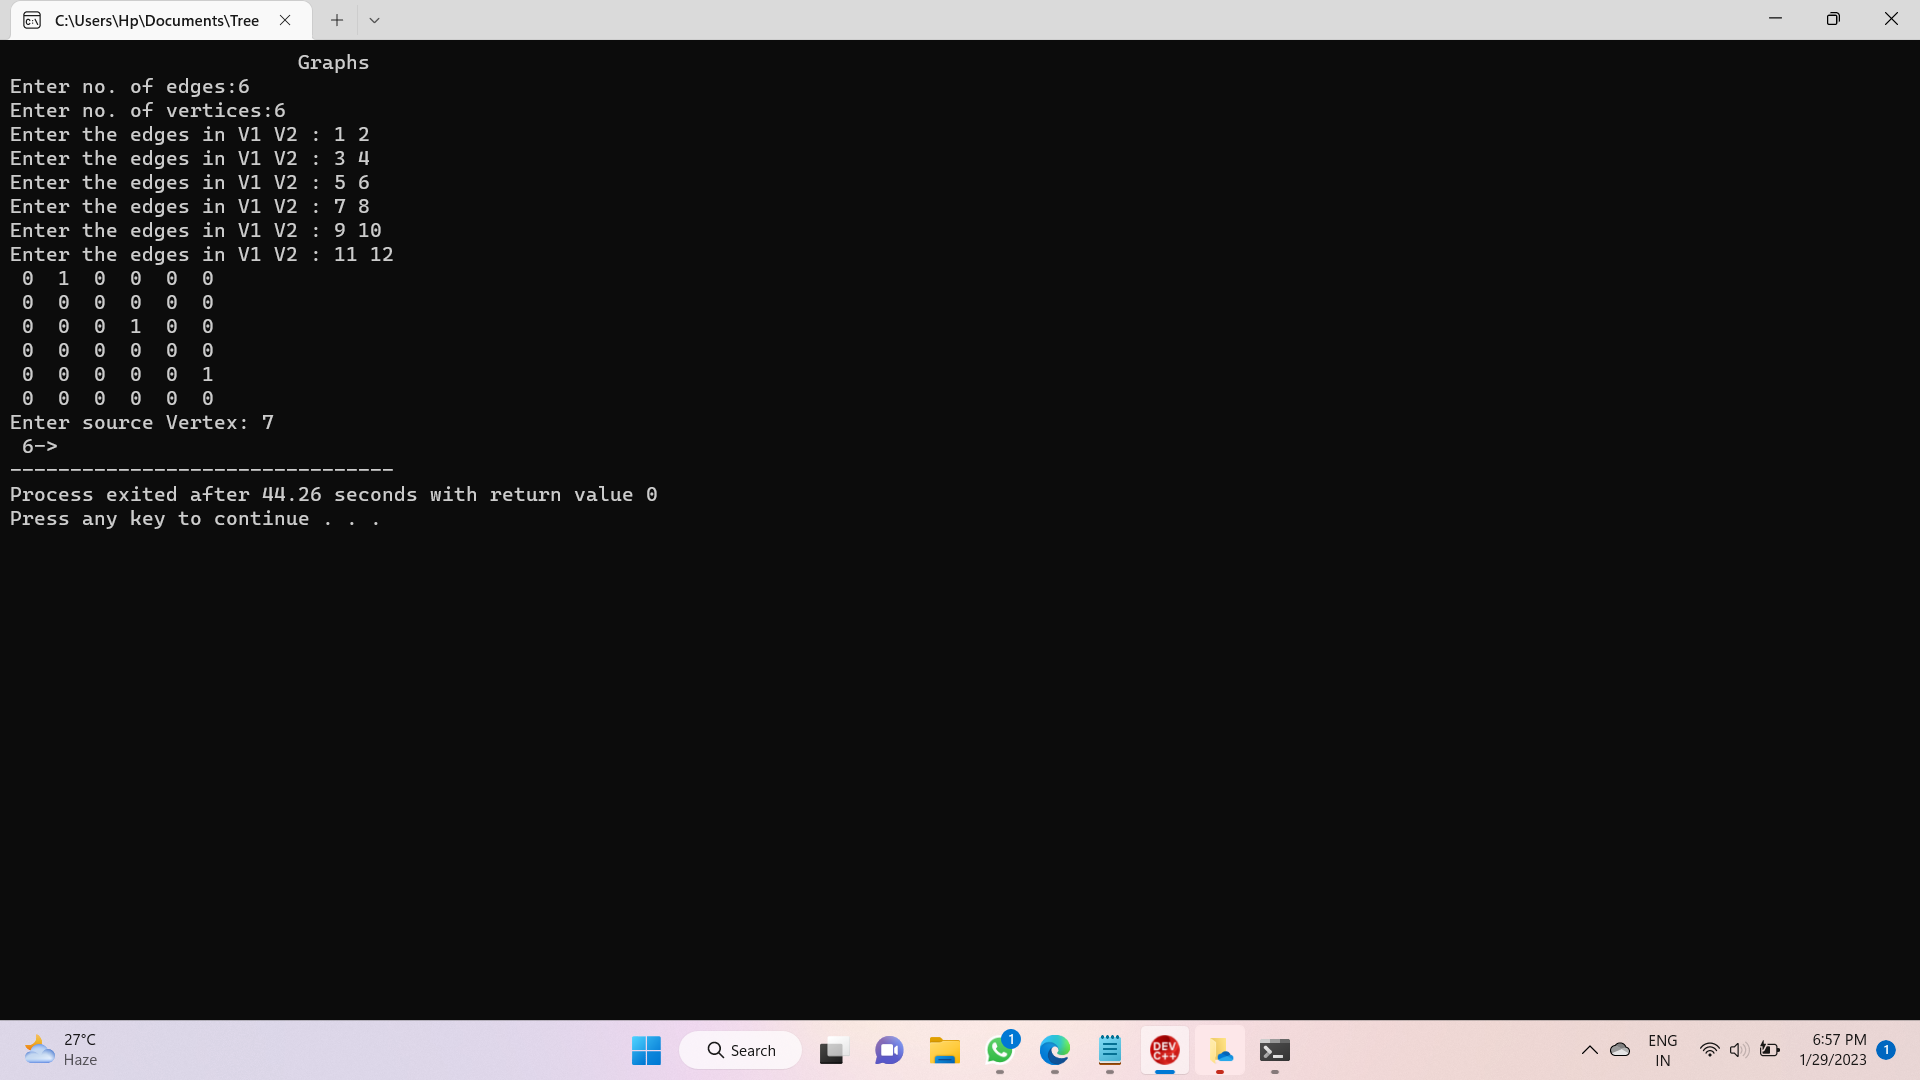 C:\Users\Hp\Documents\Tree
Graphs
Enter no. of edges:6
Enter no. of vertices:6
Enter the edges in V1 V2 : 1 2
Enter the edges in V1 V2 : 3 4
Enter the edges in V1 V2 : 5 6
Enter the edges in V1 V2 : 7 8
Enter the edges in V1 V2 : 9 10
Enter the edges in V1 V2 : 11 12
0 1 0 0 0 0
0 0 0 0 0 0
0 0 0 1 0 0
0 0 0 0 0 0
0 0 0 0 0 1
0 0 0 0 0 0
Enter source Vertex: 7
6->
--------------------------------
Process exited after 44.26 seconds with return value 0
Press any key to continue . . .
27°C
Haze
Search
1
DEV
C++
ENG
IN
6:57 PM
1/29/2023
1